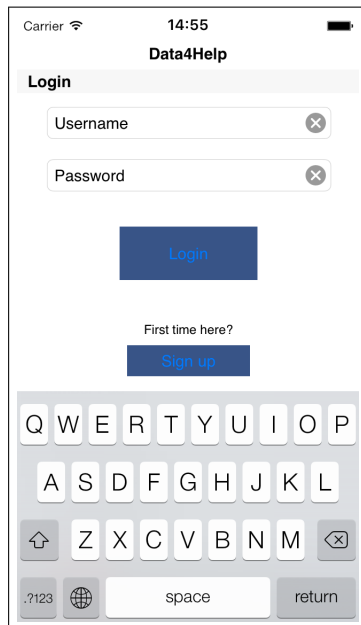 Carrier 14:55
Data4Help
Login
Username
Password
Login
First time here?
Sign up
Q W E R T Y U I O P
A S D F G H J K L
Z X C V B N M
.?123 space return